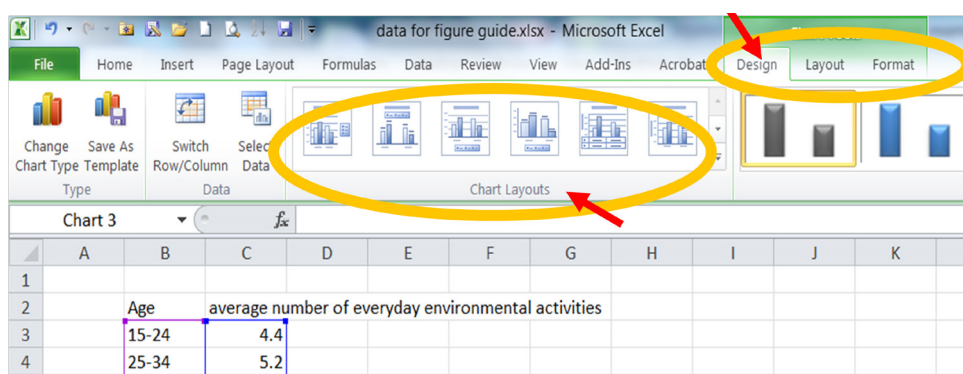 data for figure guide.xlsx - Microsoft Excel
File Home Insert Page Layout Formulas Data Review View Add-Ins Acrobat Design Layout Format
Change Chart Type
Save As Template
Switch Row/Column
Select Data
Type Data Chart Layouts
Chart 3 fx
A B C D E F G H I J K
1
2 Age average number of everyday environmental activities
3 15-24 4.4
4 25-34 5.2